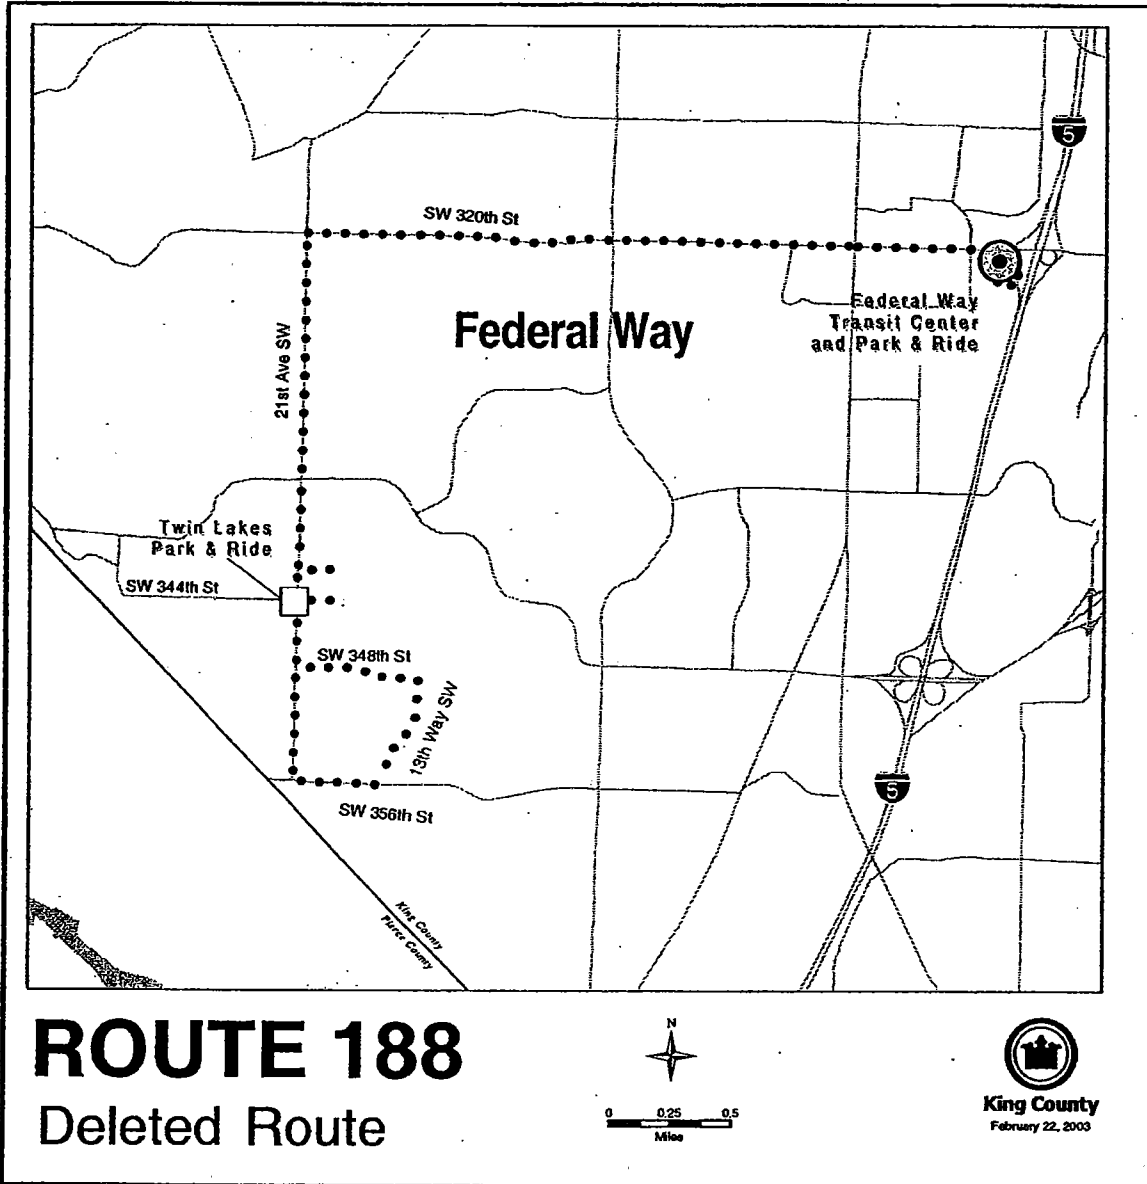 5
SW 320th St
Federal Way
Federal Way
Transit Center
and Park & Ride
21st Ave SW
Twin Lakes
Park & Ride
SW 344th St
SW 348th St
13th Way SW
5
SW 356th St
King County
Pierce County
ROUTE 188
Deleted Route
N
0 0.25 0.5
Miles
King County
February 22, 2003